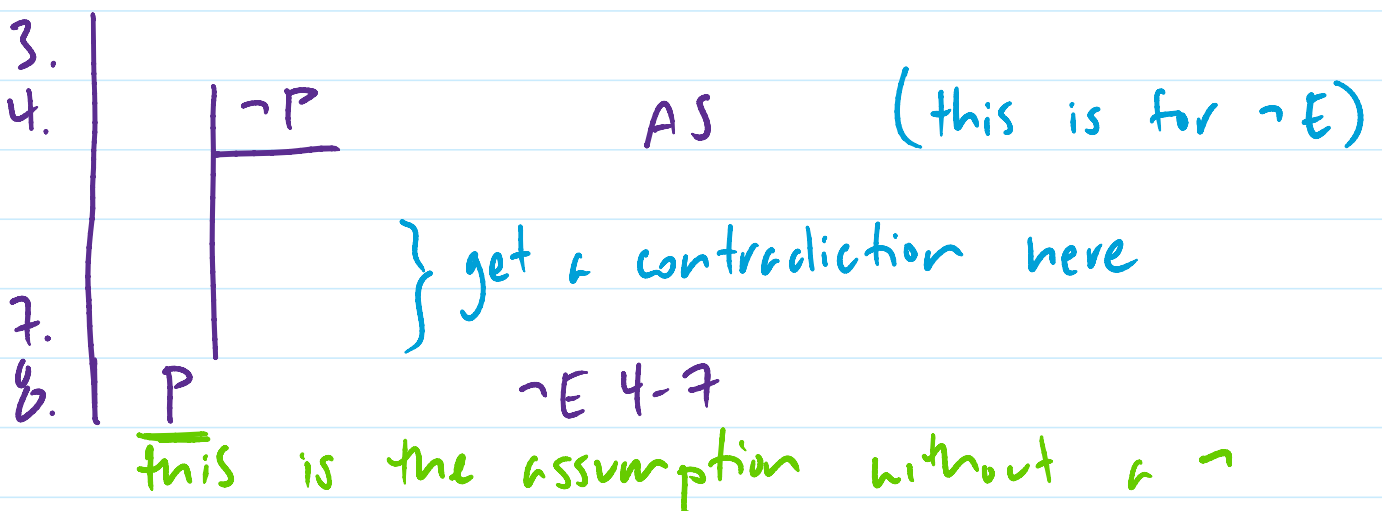 3.
4. ¬P AS (this is for ¬E)
} get a contradiction here
7.
8. P ¬E 4-7
this is the assumption without a ¬